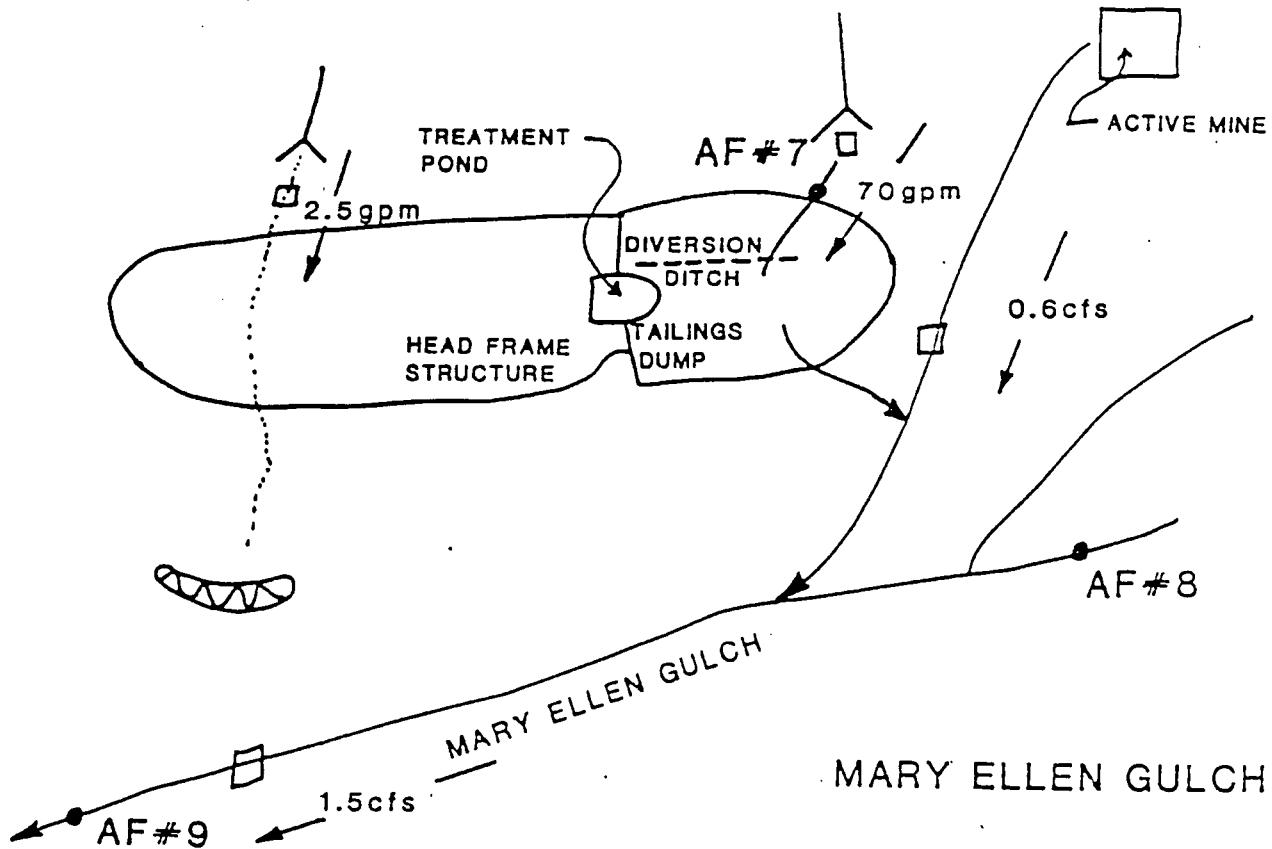 TREATMENT
POND
AF#7
ACTIVE MINE
2.5gpm
70gpm
DIVERSION
DITCH
0.6cfs
TAILINGS
DUMP
HEAD FRAME
STRUCTURE
AF#8
MARY ELLEN GULCH
MARY ELLEN GULCH
1.5cfs
AF#9